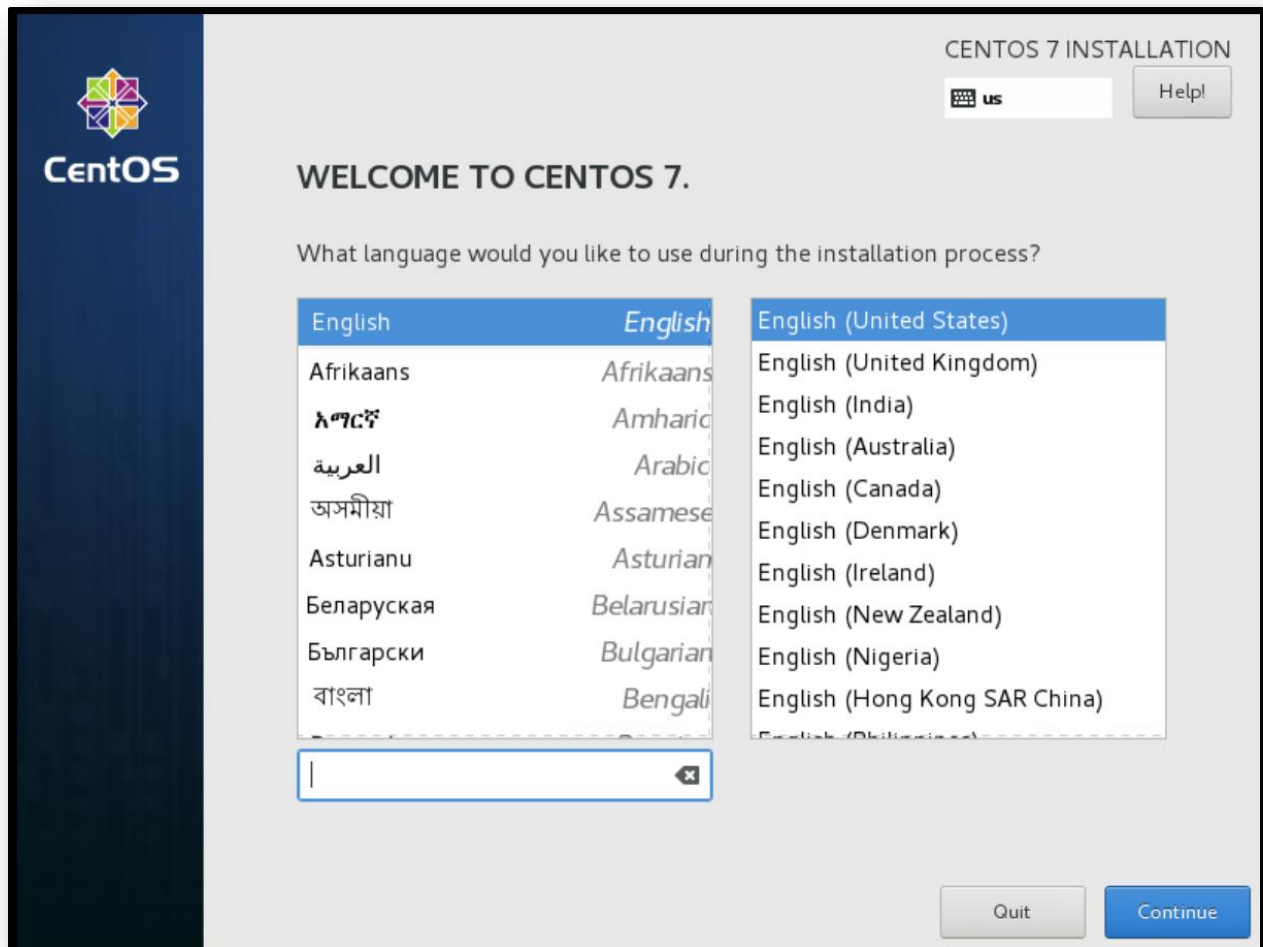 CENTOS 7 INSTALLATION
us
Help!
CentOS
WELCOME TO CENTOS 7.
What language would you like to use during the installation process?
English English
Afrikaans Afrikaans
አማርኛ Amharic
العربية Arabic
অসমীয়া Assamese
Asturianu Asturian
Беларуская Belarusian
Български Bulgarian
বাংলা Bengali
English (United States)
English (United Kingdom)
English (India)
English (Australia)
English (Canada)
English (Denmark)
English (Ireland)
English (New Zealand)
English (Nigeria)
English (Hong Kong SAR China)
English (Philippines)
Quit
Continue